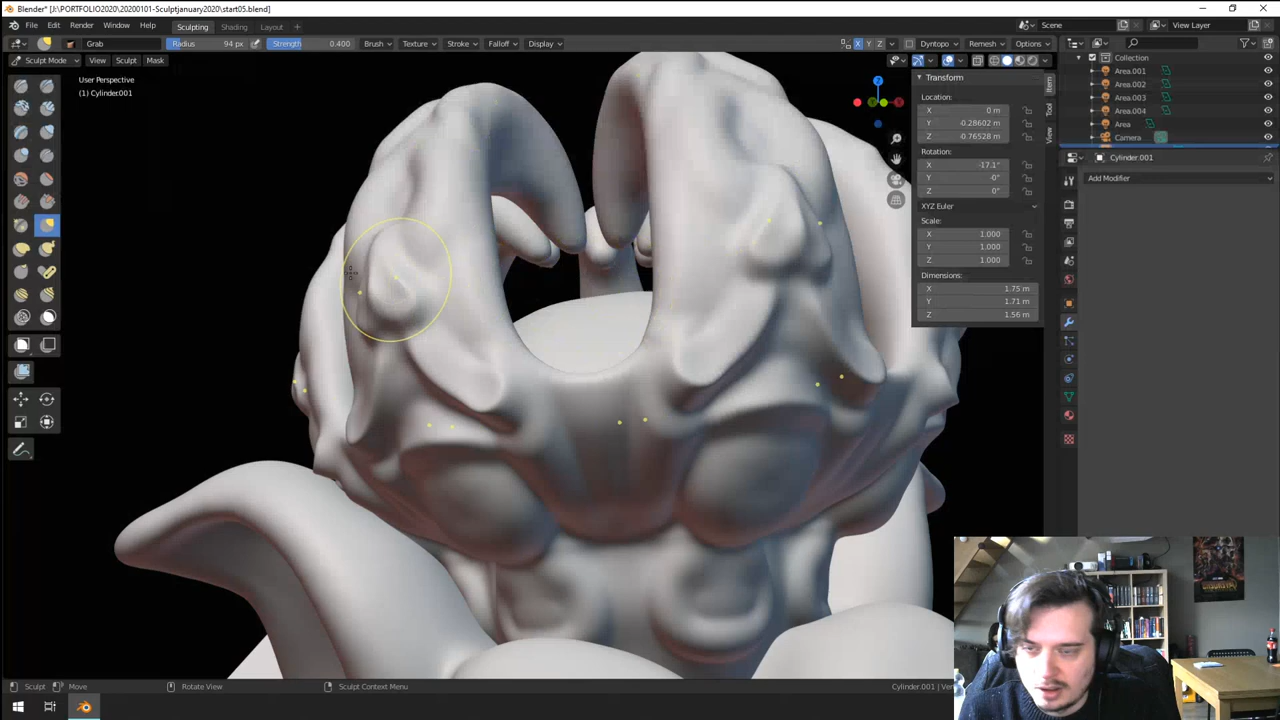 Blender* [J:\PORTFOLIO2020\20200101-Sculptjanuary2020\start05.blend]
File Edit Render Window Help Sculpting Shading Layout Scene View Layer
Grab Radius 94 px Strength 0.400 Brush Texture Stroke Falloff Display X Y Z Dyntopo Remesh Options
Sculpt Mode View Sculpt Mask
User Perspective
(1) Cylinder.001
Transform
Location:
X 0 m
Y -0.28602 m
Z -0.76528 m
Rotation:
X -17.1°
Y -0°
Z 0°
XYZ Euler
Scale:
X 1.000
Y 1.000
Z 1.000
Dimensions:
X 1.75 m
Y 1.71 m
Z 1.56 m
Item
Tool
View
Z
Collection
Area.001
Area.002
Area.003
Area.004
Area
Camera
Cylinder.001
Add Modifier
Sculpt Move Rotate View Sculpt Context Menu Cylinder.001 | Ver